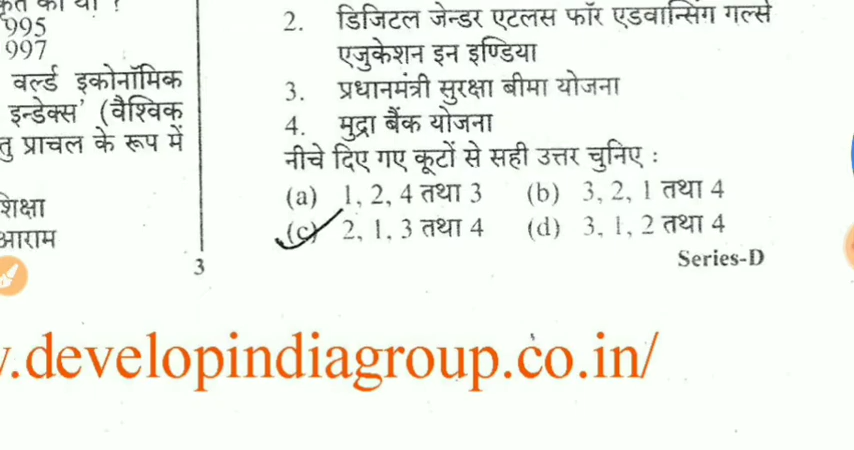 1995
1997
वर्ल्ड इकोनॉमिक
इन्डेक्स' (वैश्विक
तु प्राचल के रूप में
शिक्षा
आराम
3
2. डिजिटल जेन्डर एटलस फॉर एडवान्सिंग गर्ल्स
एजुकेशन इन इण्डिया
3. प्रधानमंत्री सुरक्षा बीमा योजना
4. मुद्रा बैंक योजना
नीचे दिए गए कूटों से सही उत्तर चुनिए :
(a) 1, 2, 4 तथा 3 (b) 3, 2, 1 तथा 4
(c) 2, 1, 3 तथा 4 (d) 3, 1, 2 तथा 4
Series-D
.developindiagroup.co.in/